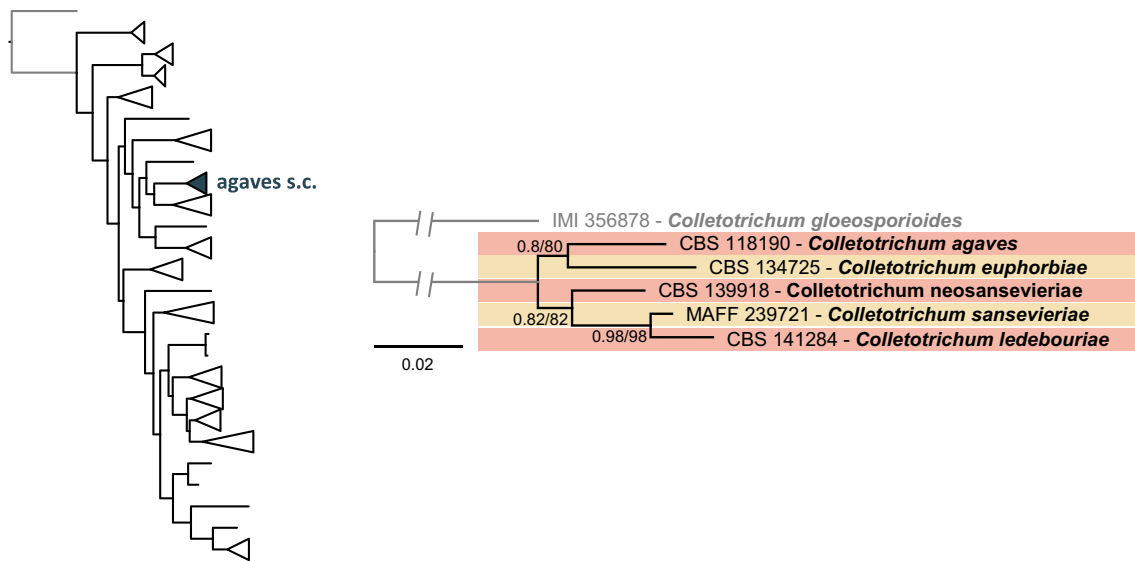 agaves s.c.
IMI 356878 - Colletotrichum gloeosporioides
CBS 118190 - Colletotrichum agaves
0.8/80
CBS 134725 - Colletotrichum euphorbiae
CBS 139918 - Colletotrichum neosansevieriae
0.82/82
MAFF 239721 - Colletotrichum sansevieriae
0.98/98
CBS 141284 - Colletotrichum ledebouriae
0.02